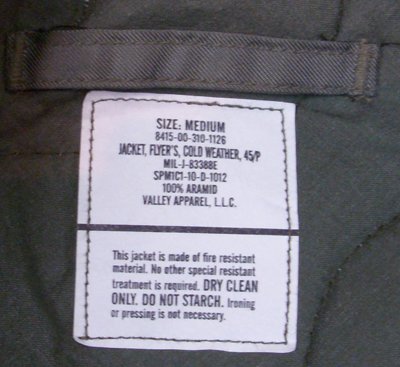 SIZE: MEDIUM
8415-00-310-1126
JACKET, FLYER'S, COLD WEATHER, 45/P
MIL-J-83388E
SPM1C1-10-D-1012
100% ARAMID
VALLEY APPAREL, L.L.C.
This jacket is made of fire resistant
material. No other special resistant
treatment is required. DRY CLEAN
ONLY. DO NOT STARCH. Ironing
or pressing is not necessary.